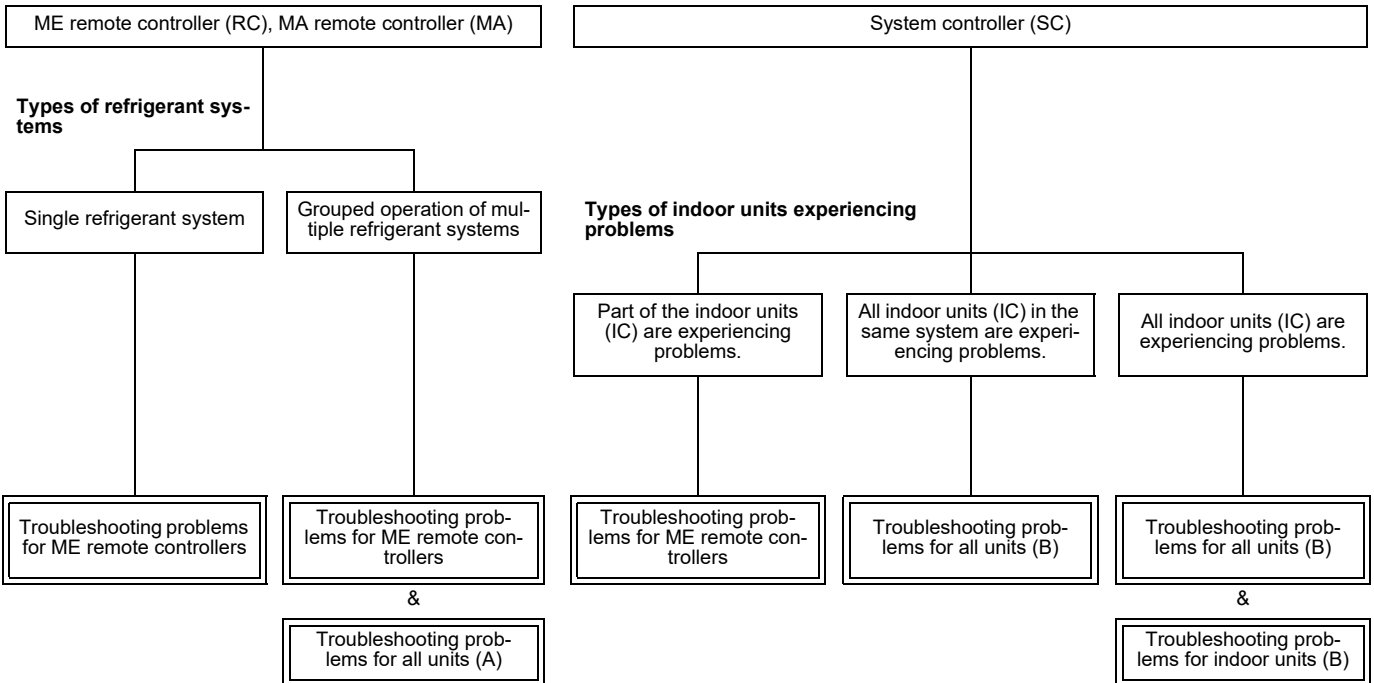 ME remote controller (RC), MA remote controller (MA)
System controller (SC)
Types of refrigerant sys-
tems
Single refrigerant system
Grouped operation of mul-
tiple refrigerant systems
Types of indoor units experiencing
problems
Part of the indoor units
(IC) are experiencing
problems.
All indoor units (IC) in the
same system are experi-
encing problems.
All indoor units (IC) are
experiencing problems.
Troubleshooting problems
for ME remote controllers
Troubleshooting prob-
lems for ME remote con-
trollers
&
Troubleshooting prob-
lems for all units (A)
Troubleshooting prob-
lems for ME remote con-
trollers
Troubleshooting prob-
lems for all units (B)
Troubleshooting prob-
lems for all units (B)
&
Troubleshooting prob-
lems for indoor units (B)